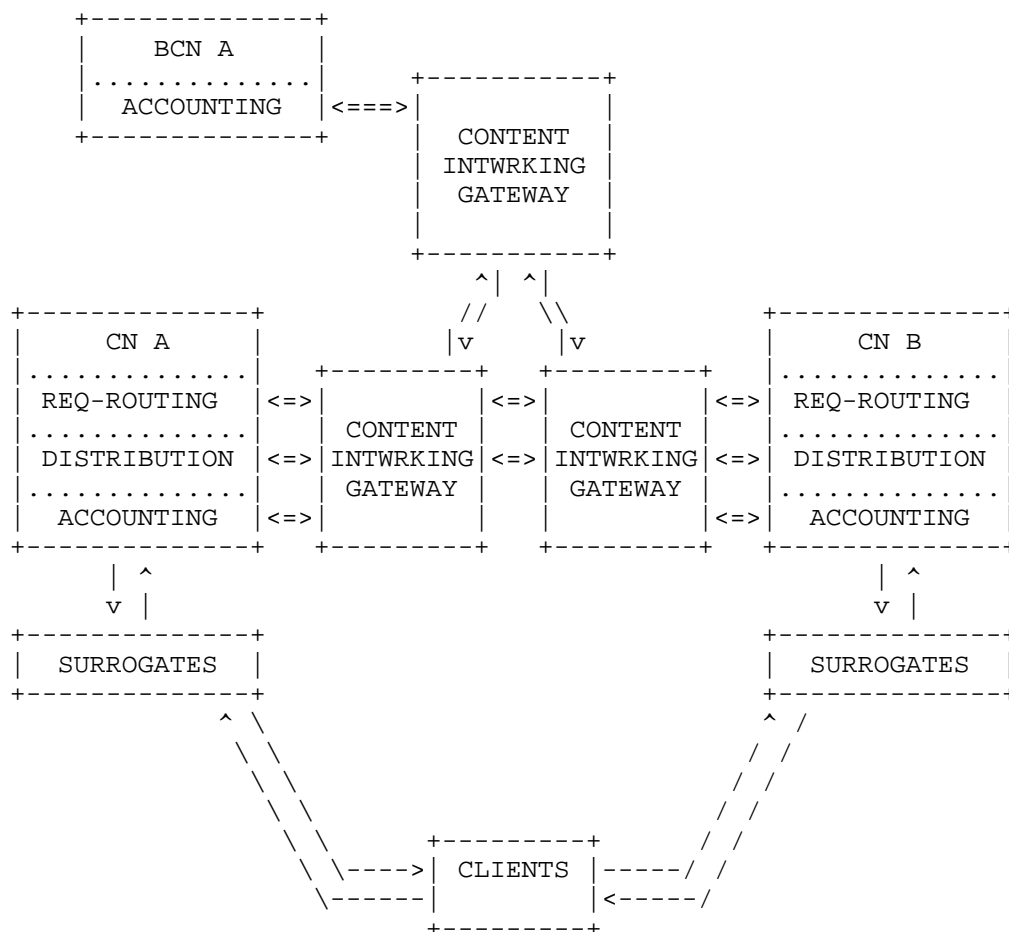 BCN A
ACCOUNTING <===>
CONTENT
INTWRKING
GATEWAY
CN A
CN B
REQ-ROUTING <=> <=> <=> REQ-ROUTING
CONTENT CONTENT
DISTRIBUTION <=> INTWRKING <=> INTWRKING <=> DISTRIBUTION
GATEWAY GATEWAY
ACCOUNTING <=> <=> ACCOUNTING
SURROGATES SURROGATES
CLIENTS